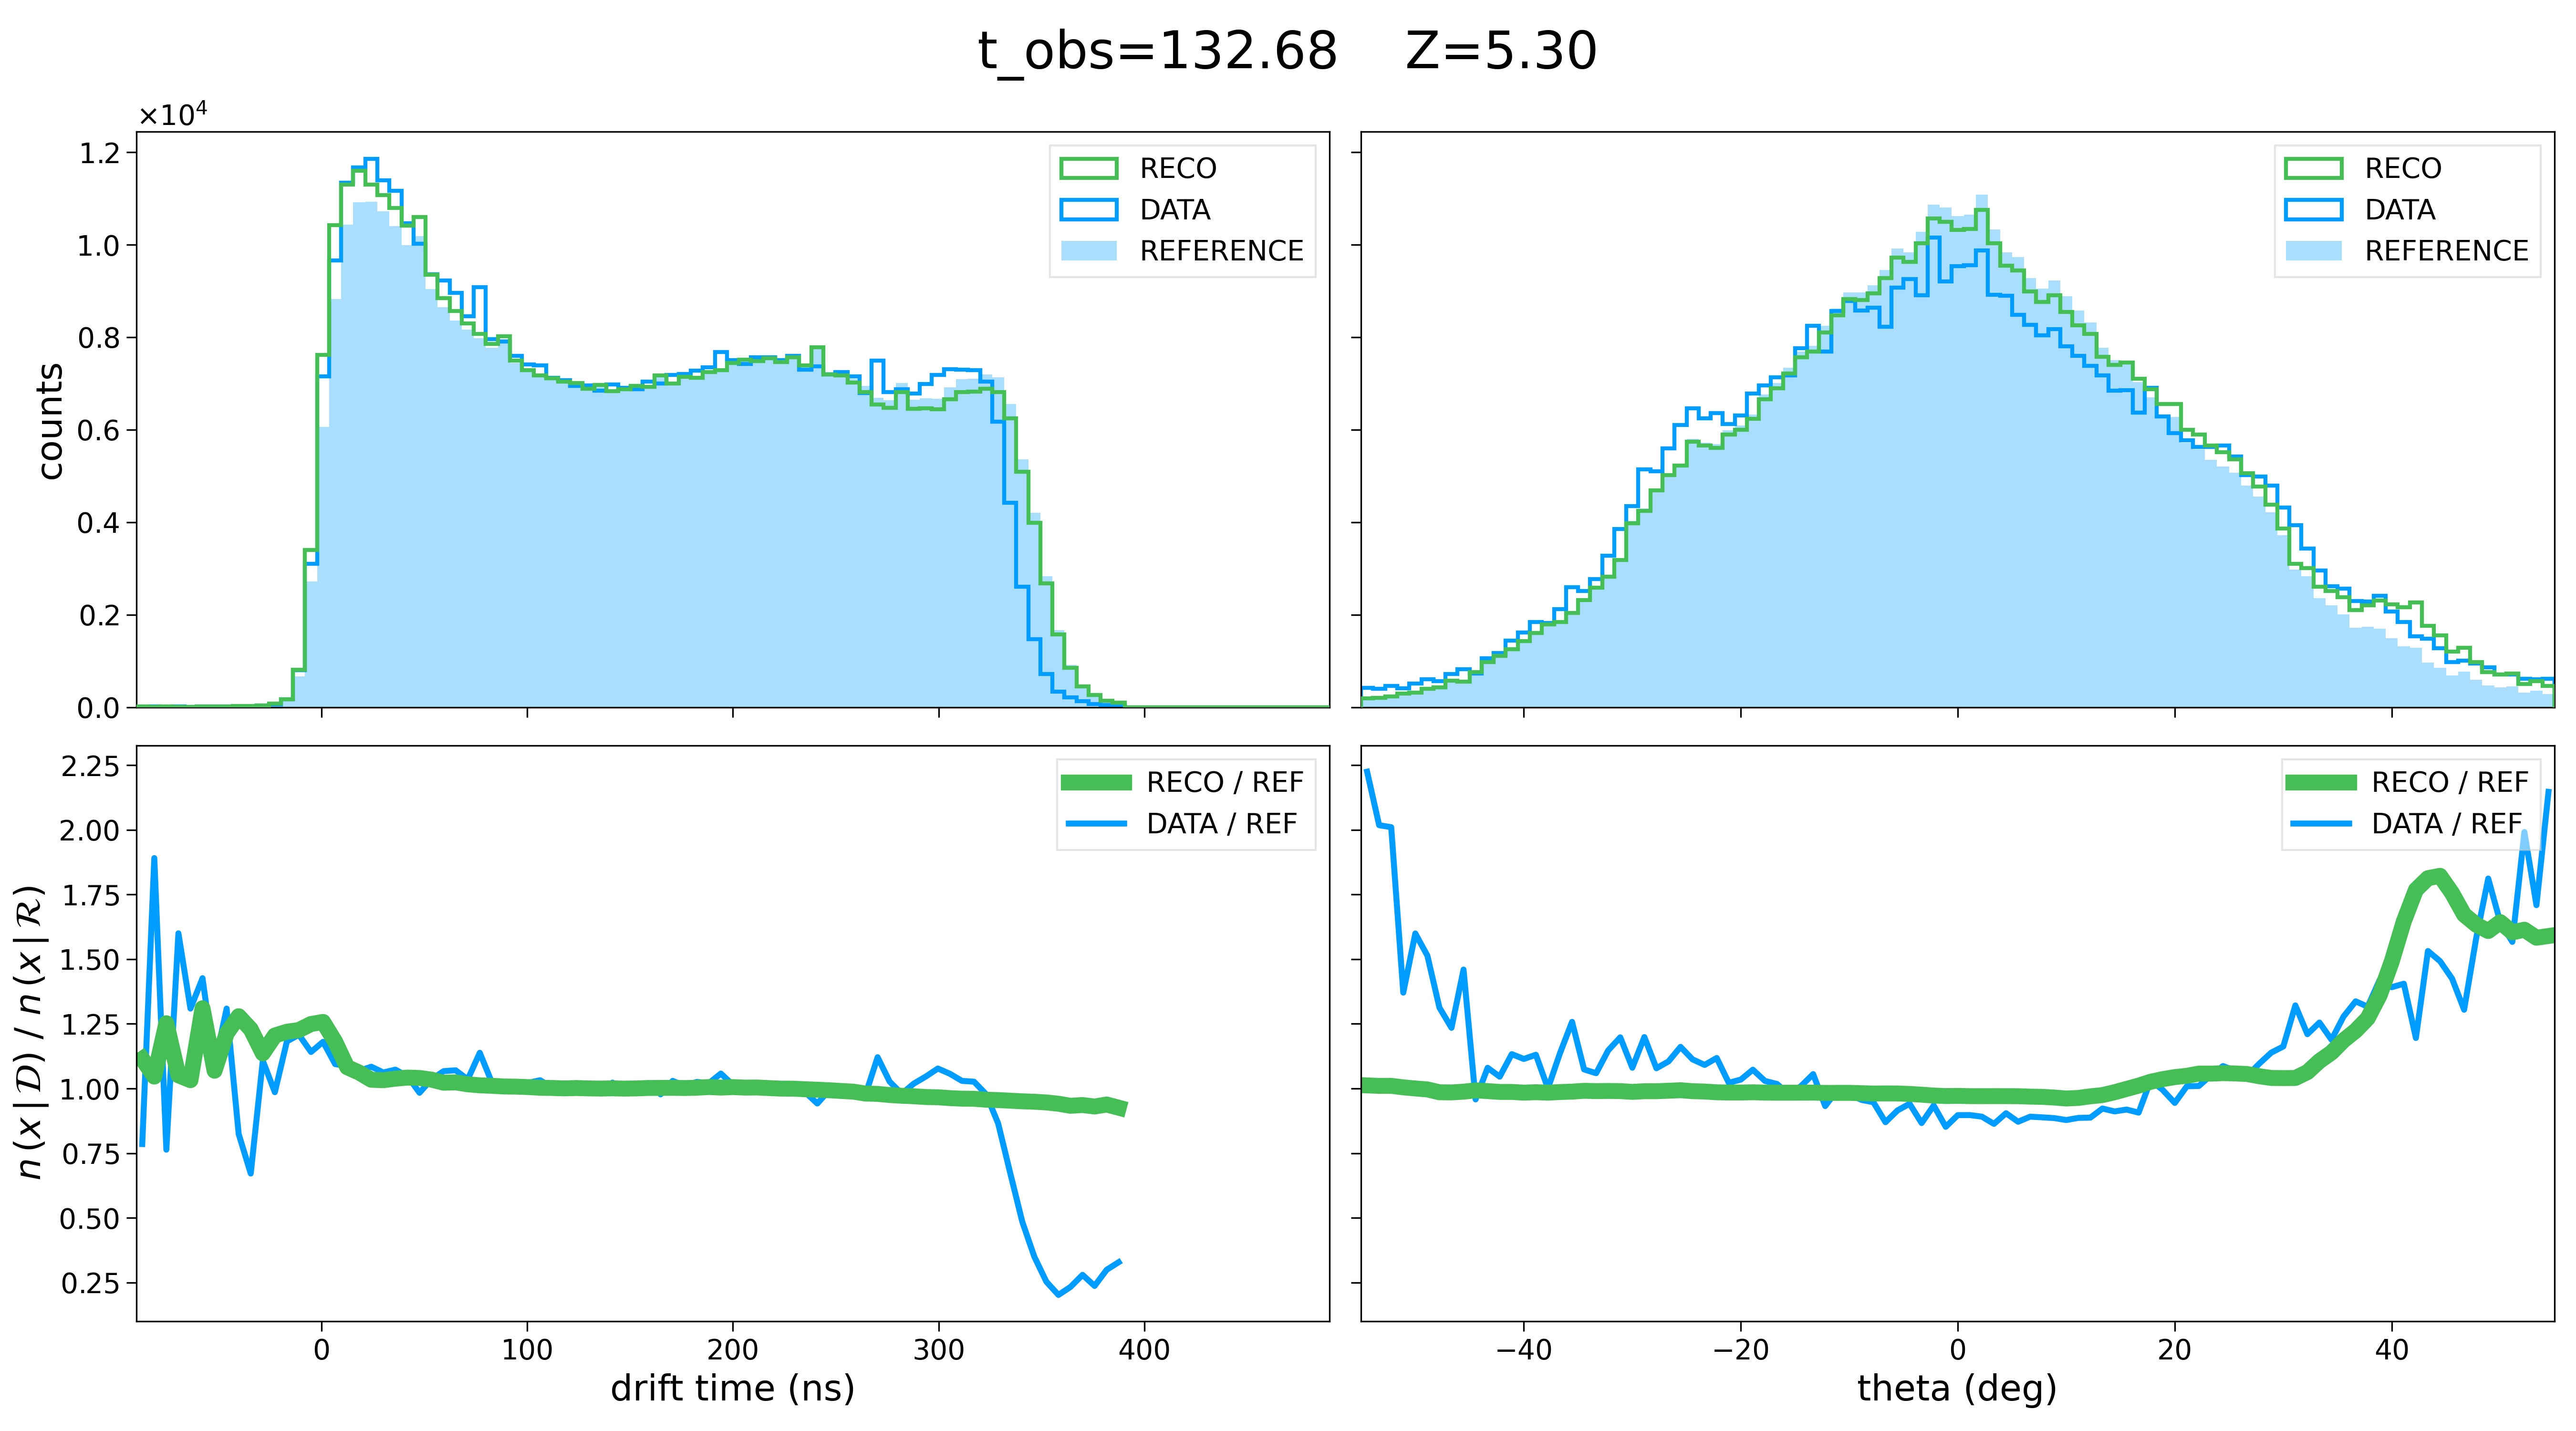 t_obs=132.68    Z=5.30
×10⁴
1.2
1.0
0.8
0.6
0.4
0.2
0.0
counts
RECO
DATA
REFERENCE
RECO
DATA
REFERENCE
2.25
2.00
1.75
1.50
1.25
1.00
0.75
0.50
0.25
n(x|𝒟) / n(x|ℛ)
RECO / REF
DATA / REF
0 100 200 300 400
drift time (ns)
RECO / REF
DATA / REF
−40 −20 0 20 40
theta (deg)